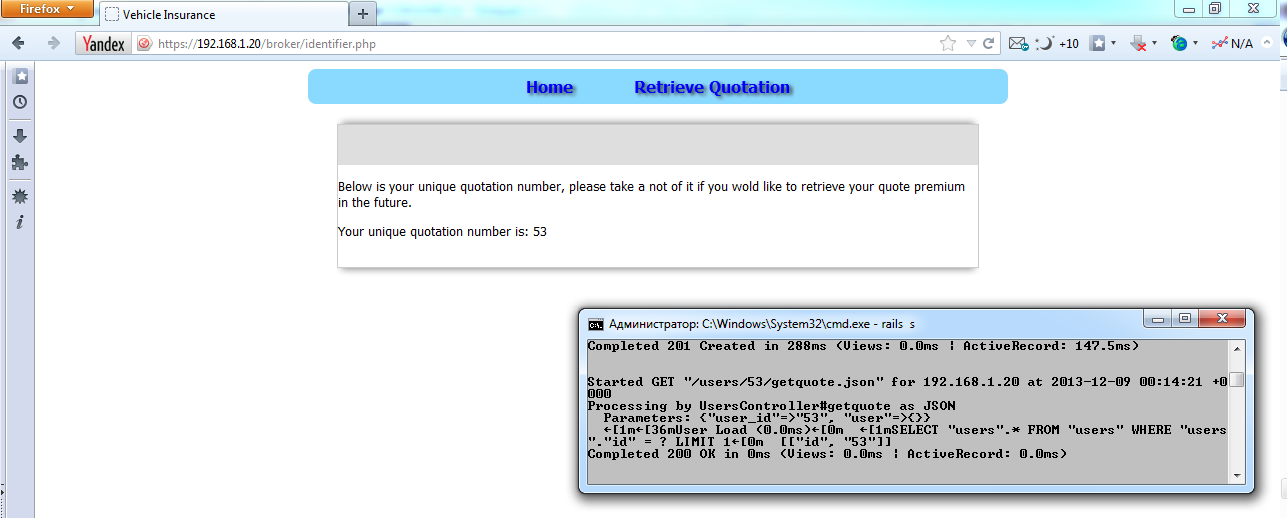 Firefox
Vehicle Insurance
Yandex
https://192.168.1.20/broker/identifier.php
+10
N/A
Home Retrieve Quotation
Below is your unique quotation number, please take a not of it if you wold like to retrieve your quote premium
in the future.
Your unique quotation number is: 53
Администратор: C:\Windows\System32\cmd.exe - rails s
Completed 201 Created in 288ms (Views: 0.0ms | ActiveRecord: 147.5ms)
Started GET "/users/53/getquote.json" for 192.168.1.20 at 2013-12-09 00:14:21 +0
000
Processing by UsersController#getquote as JSON
Parameters: {"user_id"=>"53", "user"=>{}}
←[1m←[36mUser Load (0.0ms)←[0m ←[1mSELECT "users".* FROM "users" WHERE "users
"."id" = ? LIMIT 1←[0m [["id", "53"]]
Completed 200 OK in 0ms (Views: 0.0ms | ActiveRecord: 0.0ms)